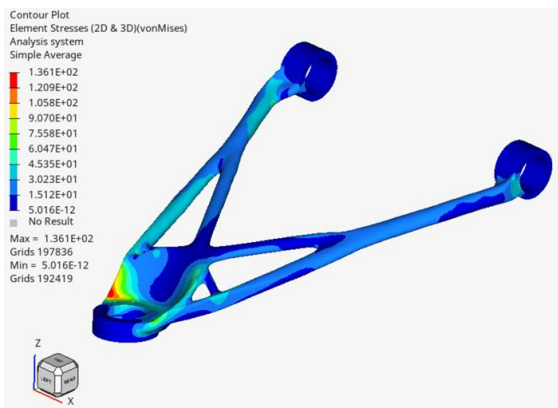 Contour Plot
Element Stresses (2D & 3D)(vonMises)
Analysis system
Simple Average
1.361E+02
1.209E+02
1.058E+02
9.070E+01
7.558E+01
6.047E+01
4.535E+01
3.023E+01
1.512E+01
5.016E-12
No Result
Max = 1.361E+02
Grids 197836
Min = 5.016E-12
Grids 192419
Z
LEFT
X